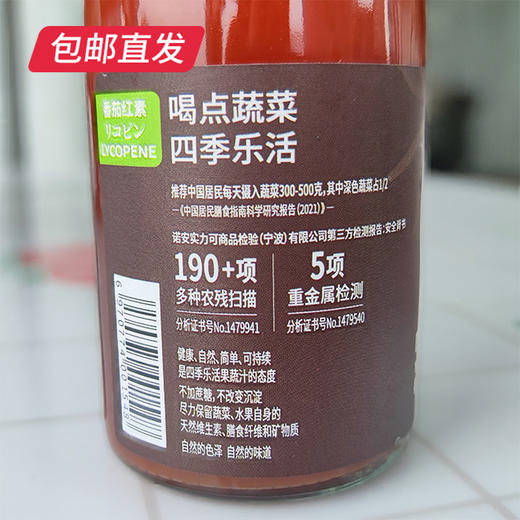 包邮直发
番茄红素
リコピン
LYCOPENE
喝点蔬菜
四季乐活
推荐中国居民每天摄入蔬菜300-500克,其中深色蔬菜占1/2
—《中国居民膳食指南科学研究报告(2021)》—
诺安实力可商品检验(宁波)有限公司第三方检测报告:安全背书
190+项
多种农残扫描
分析证书号No.1479941
5项
重金属检测
分析证书号No.1479540
健康、自然、简单、可持续
是四季乐活果蔬汁的态度
不加蔗糖,不改变沉淀
尽力保留蔬菜、水果自身的
天然维生素、膳食纤维和矿物质
自然的色泽 自然的味道